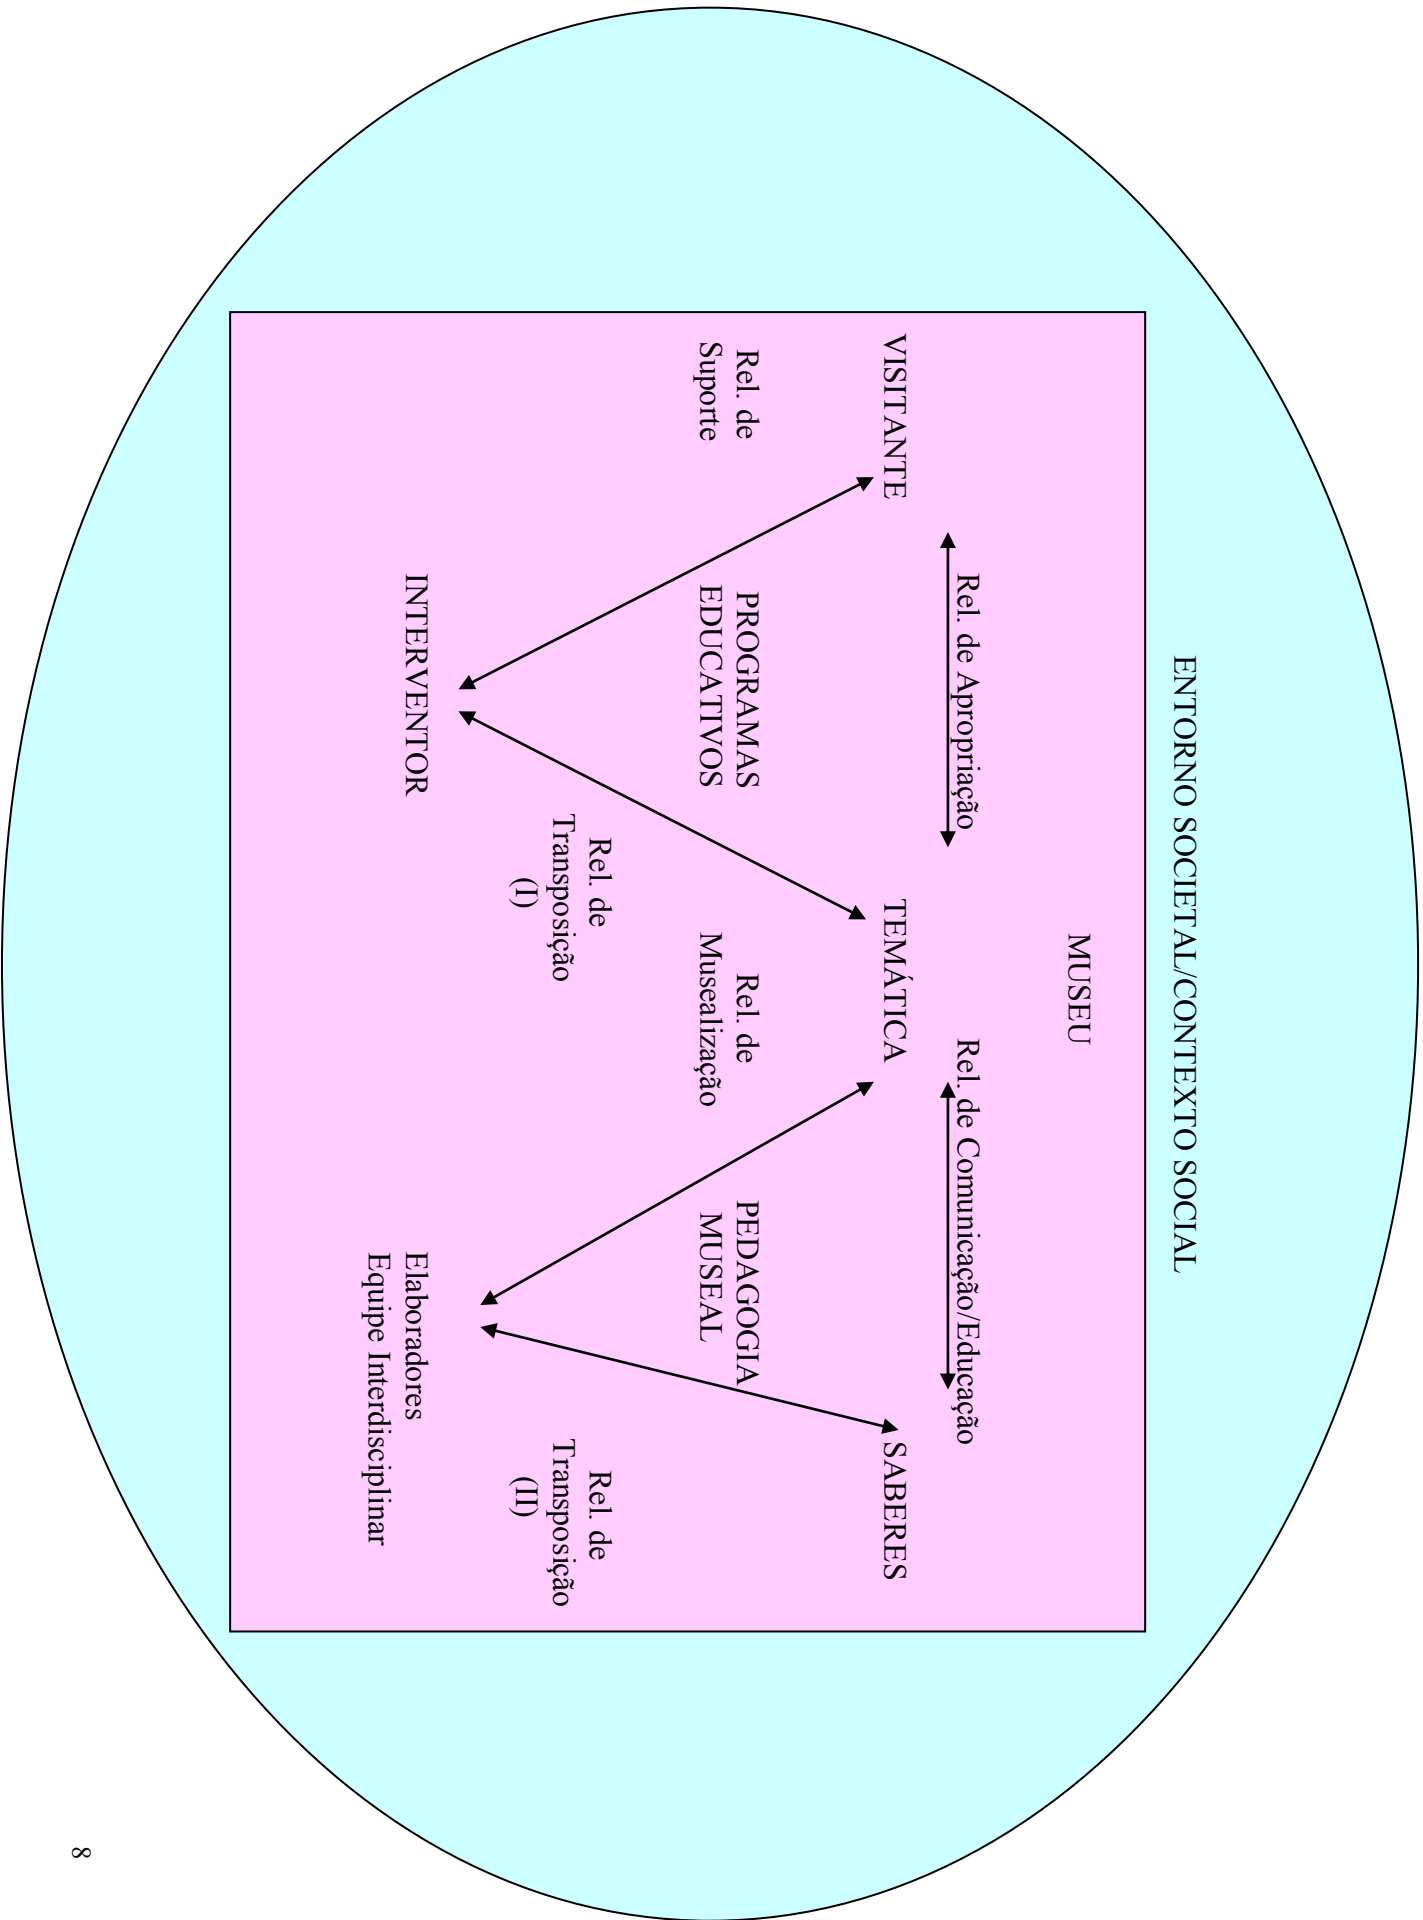 ENTORNO SOCIETAL/CONTEXTO SOCIAL
MUSEU
Rel. de Apropriação
Rel. de Comunicação/Educação
VISITANTE
TEMÁTICA
SABERES
Rel. de
Suporte
PROGRAMAS
EDUCATIVOS
Rel. de
Musealização
PEDAGOGIA
MUSEAL
Rel. de
Transposição
(I)
Rel. de
Transposição
(II)
INTERVENTOR
Elaboradores
Equipe Interdisciplinar
8